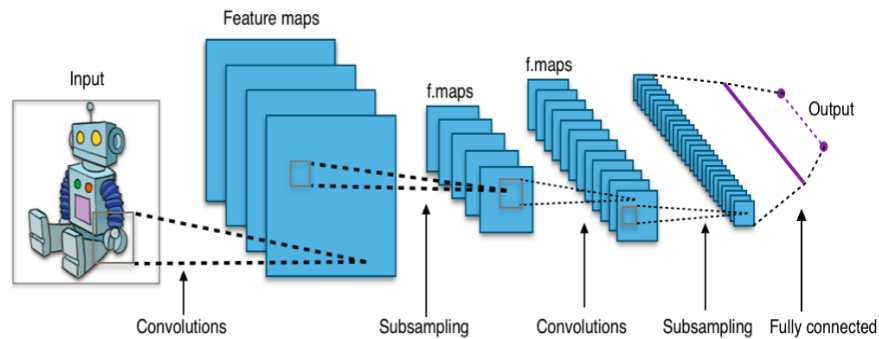 Feature maps
Input
f.maps
f.maps
Output
Convolutions
Subsampling
Convolutions
Subsampling
Fully connected